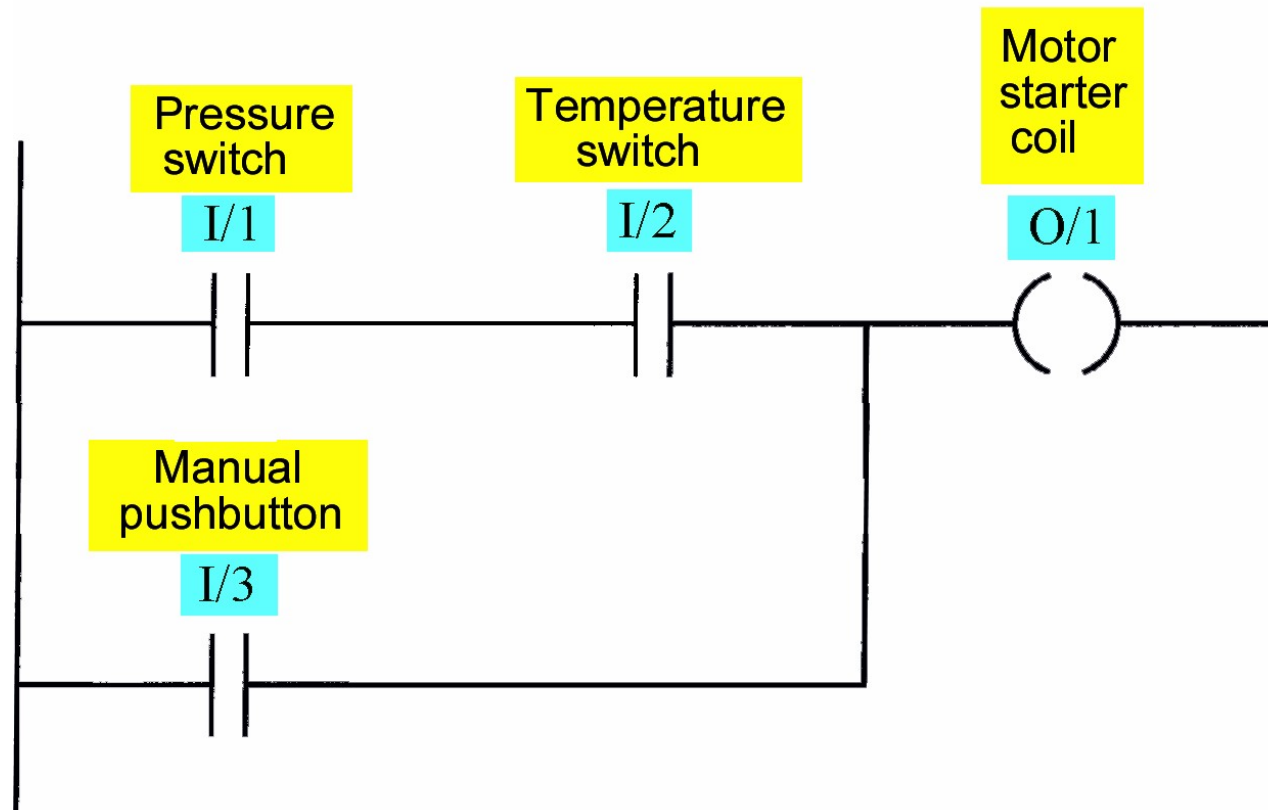 Pressure
switch
I/1
Temperature
switch
I/2
Motor
starter
coil
O/1
Manual
pushbutton
I/3